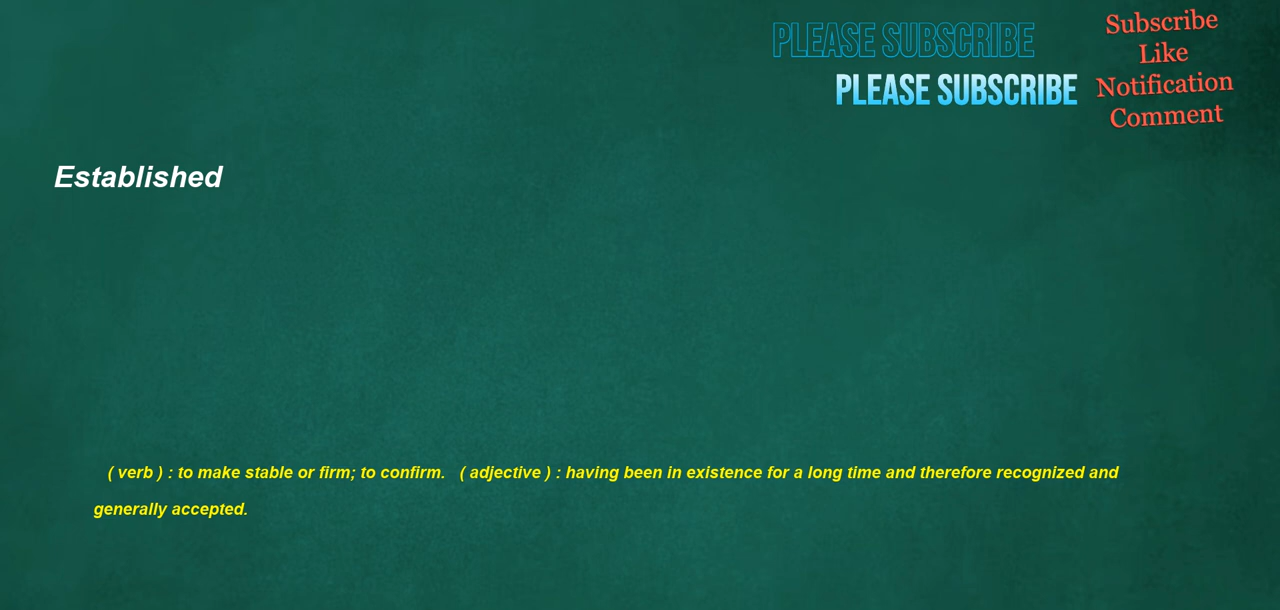 PLEASE SUBSCRIBE
PLEASE SUBSCRIBE
Subscribe
Like
Notification
Comment
Established
( verb ) : to make stable or firm; to confirm. ( adjective ) : having been in existence for a long time and therefore recognized and
generally accepted.